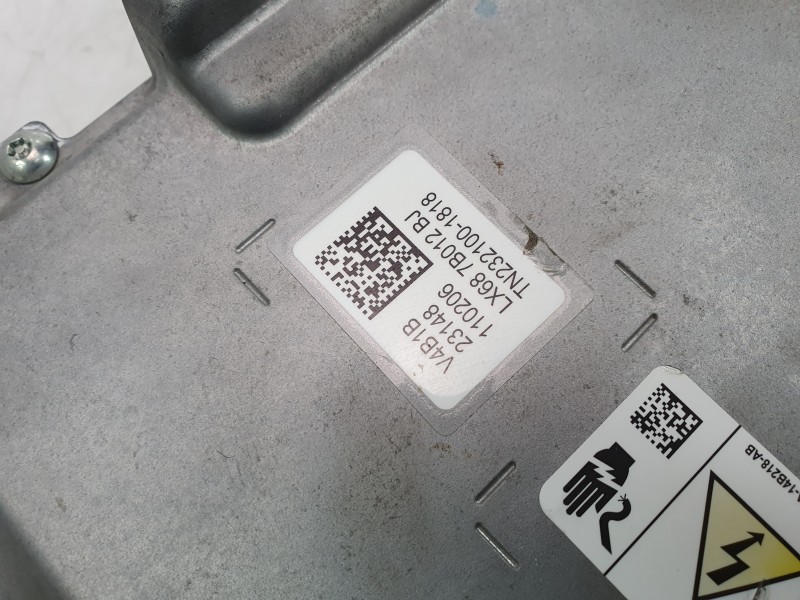 V4B1B
23148
110206
LX68 7B012 BJ
TN232100-1818
-14B218-AB